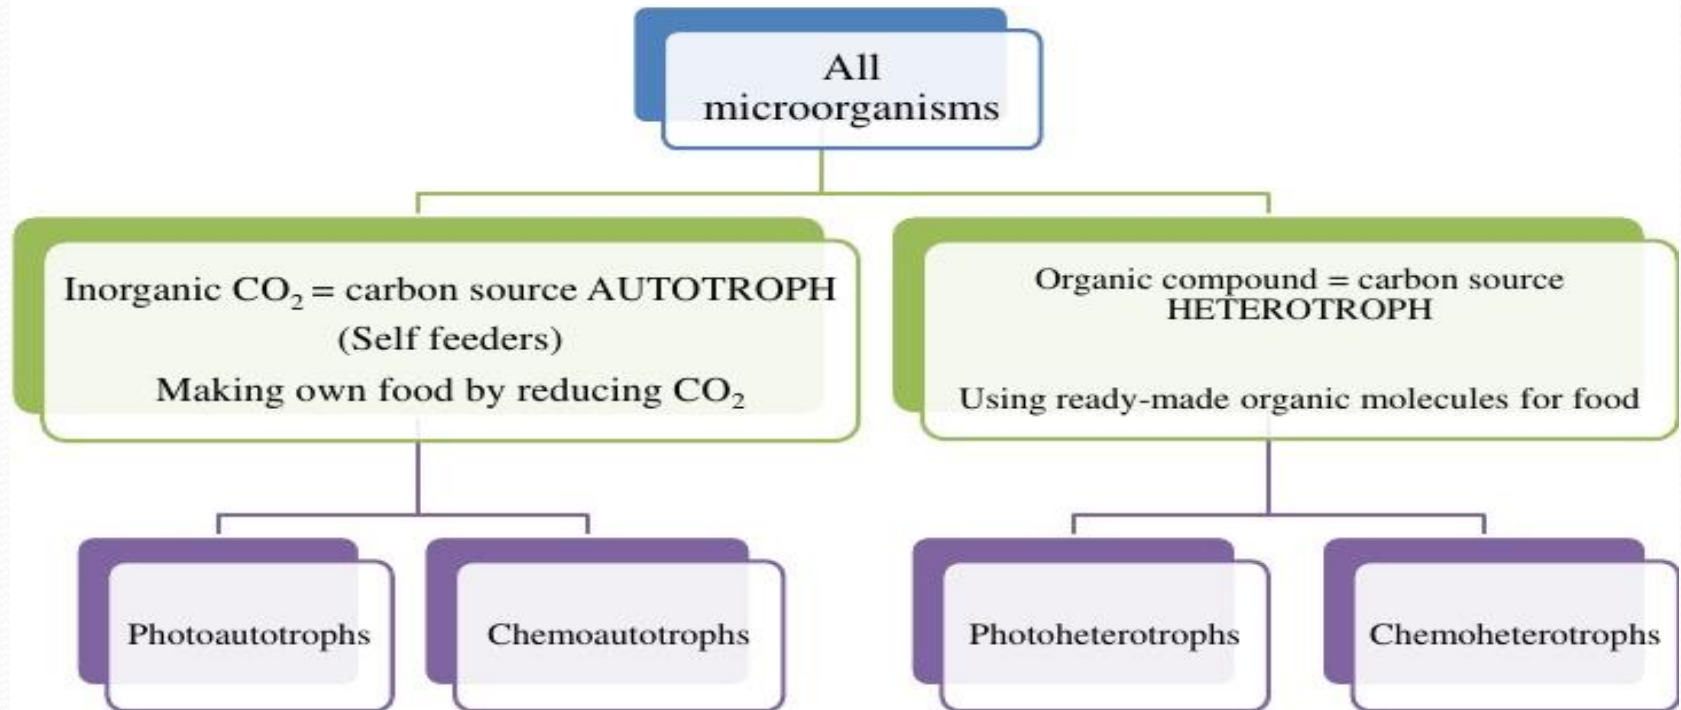 All
microorganisms
Inorganic CO₂ = carbon source AUTOTROPH
(Self feeders)
Making own food by reducing CO₂
Organic compound = carbon source
HETEROTROPH
Using ready-made organic molecules for food
Photoautotrophs
Chemoautotrophs
Photoheterotrophs
Chemoheterotrophs